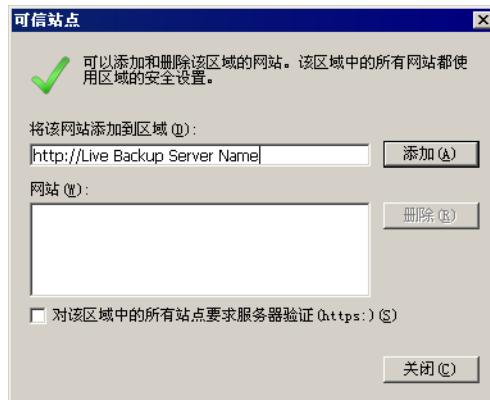 可信站点
可以添加和删除该区域的网站。该区域中的所有网站都使
用区域的安全设置。
将该网站添加到区域(D):
http://Live Backup Server Name
添加(A)
网站(W):
删除(R)
对该区域中的所有站点要求服务器验证(https:)(S)
关闭(C)